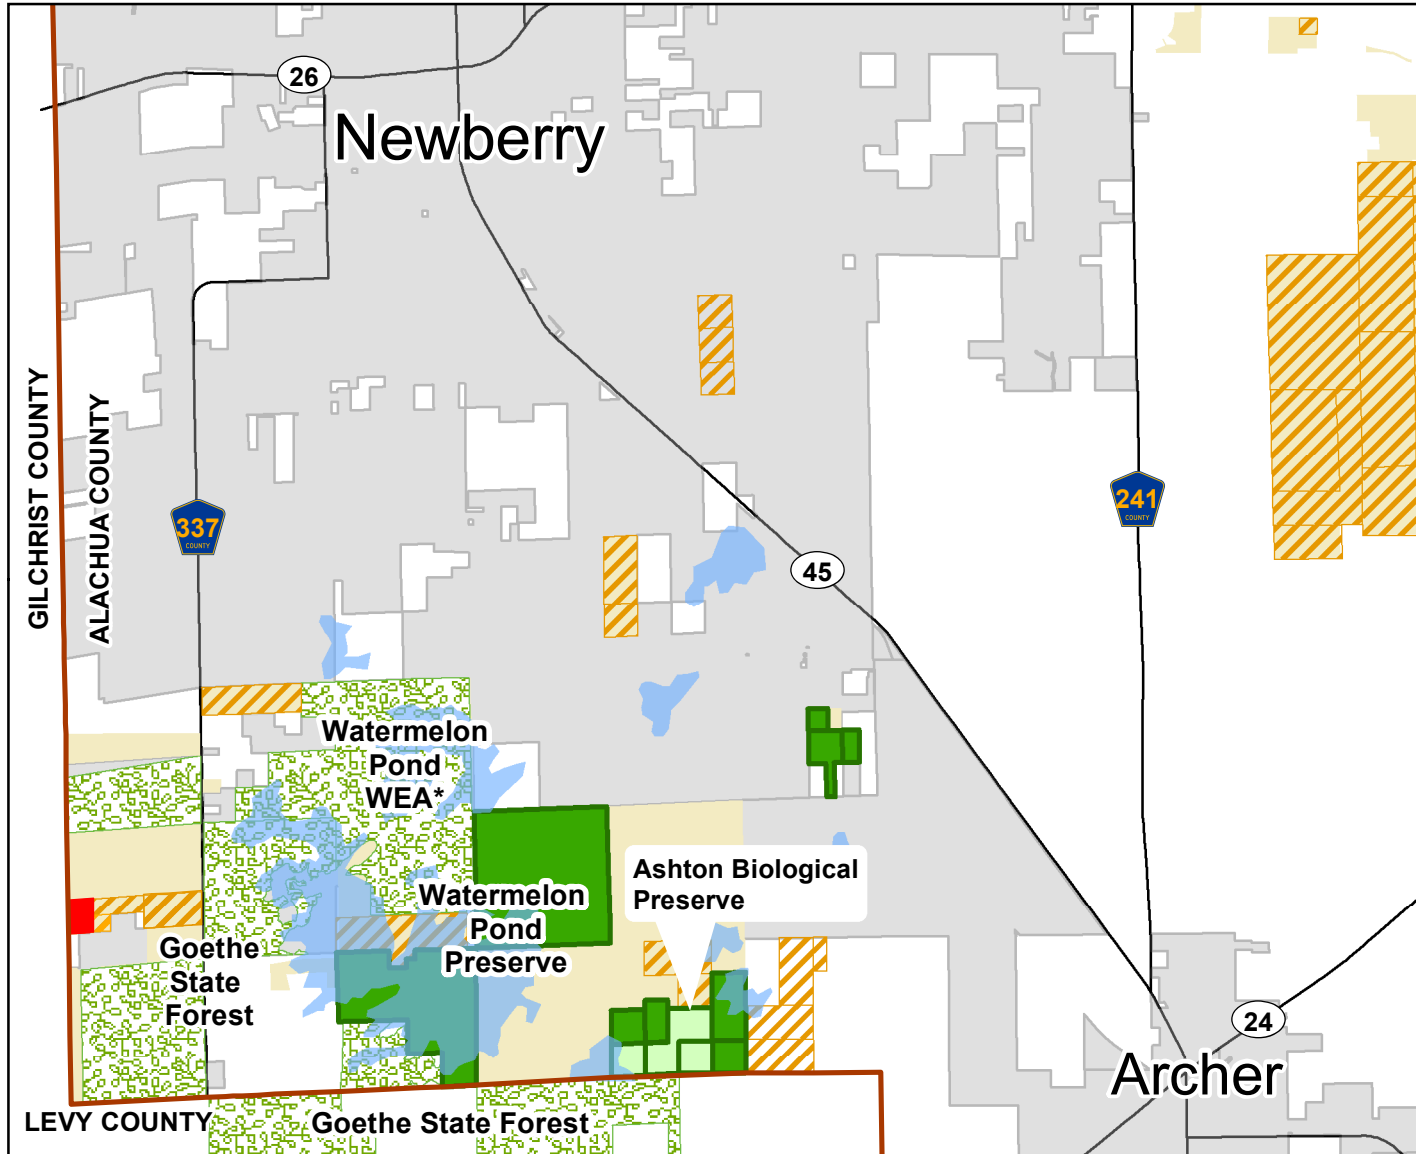 26
Newberry
GILCHRIST COUNTY
ALACHUA COUNTY
337
COUNTY
241
COUNTY
45
Watermelon
Pond
WEA*
Ashton Biological
Preserve
Watermelon
Pond
Preserve
Goethe
State
Forest
24
Archer
LEVY COUNTY
Goethe State Forest